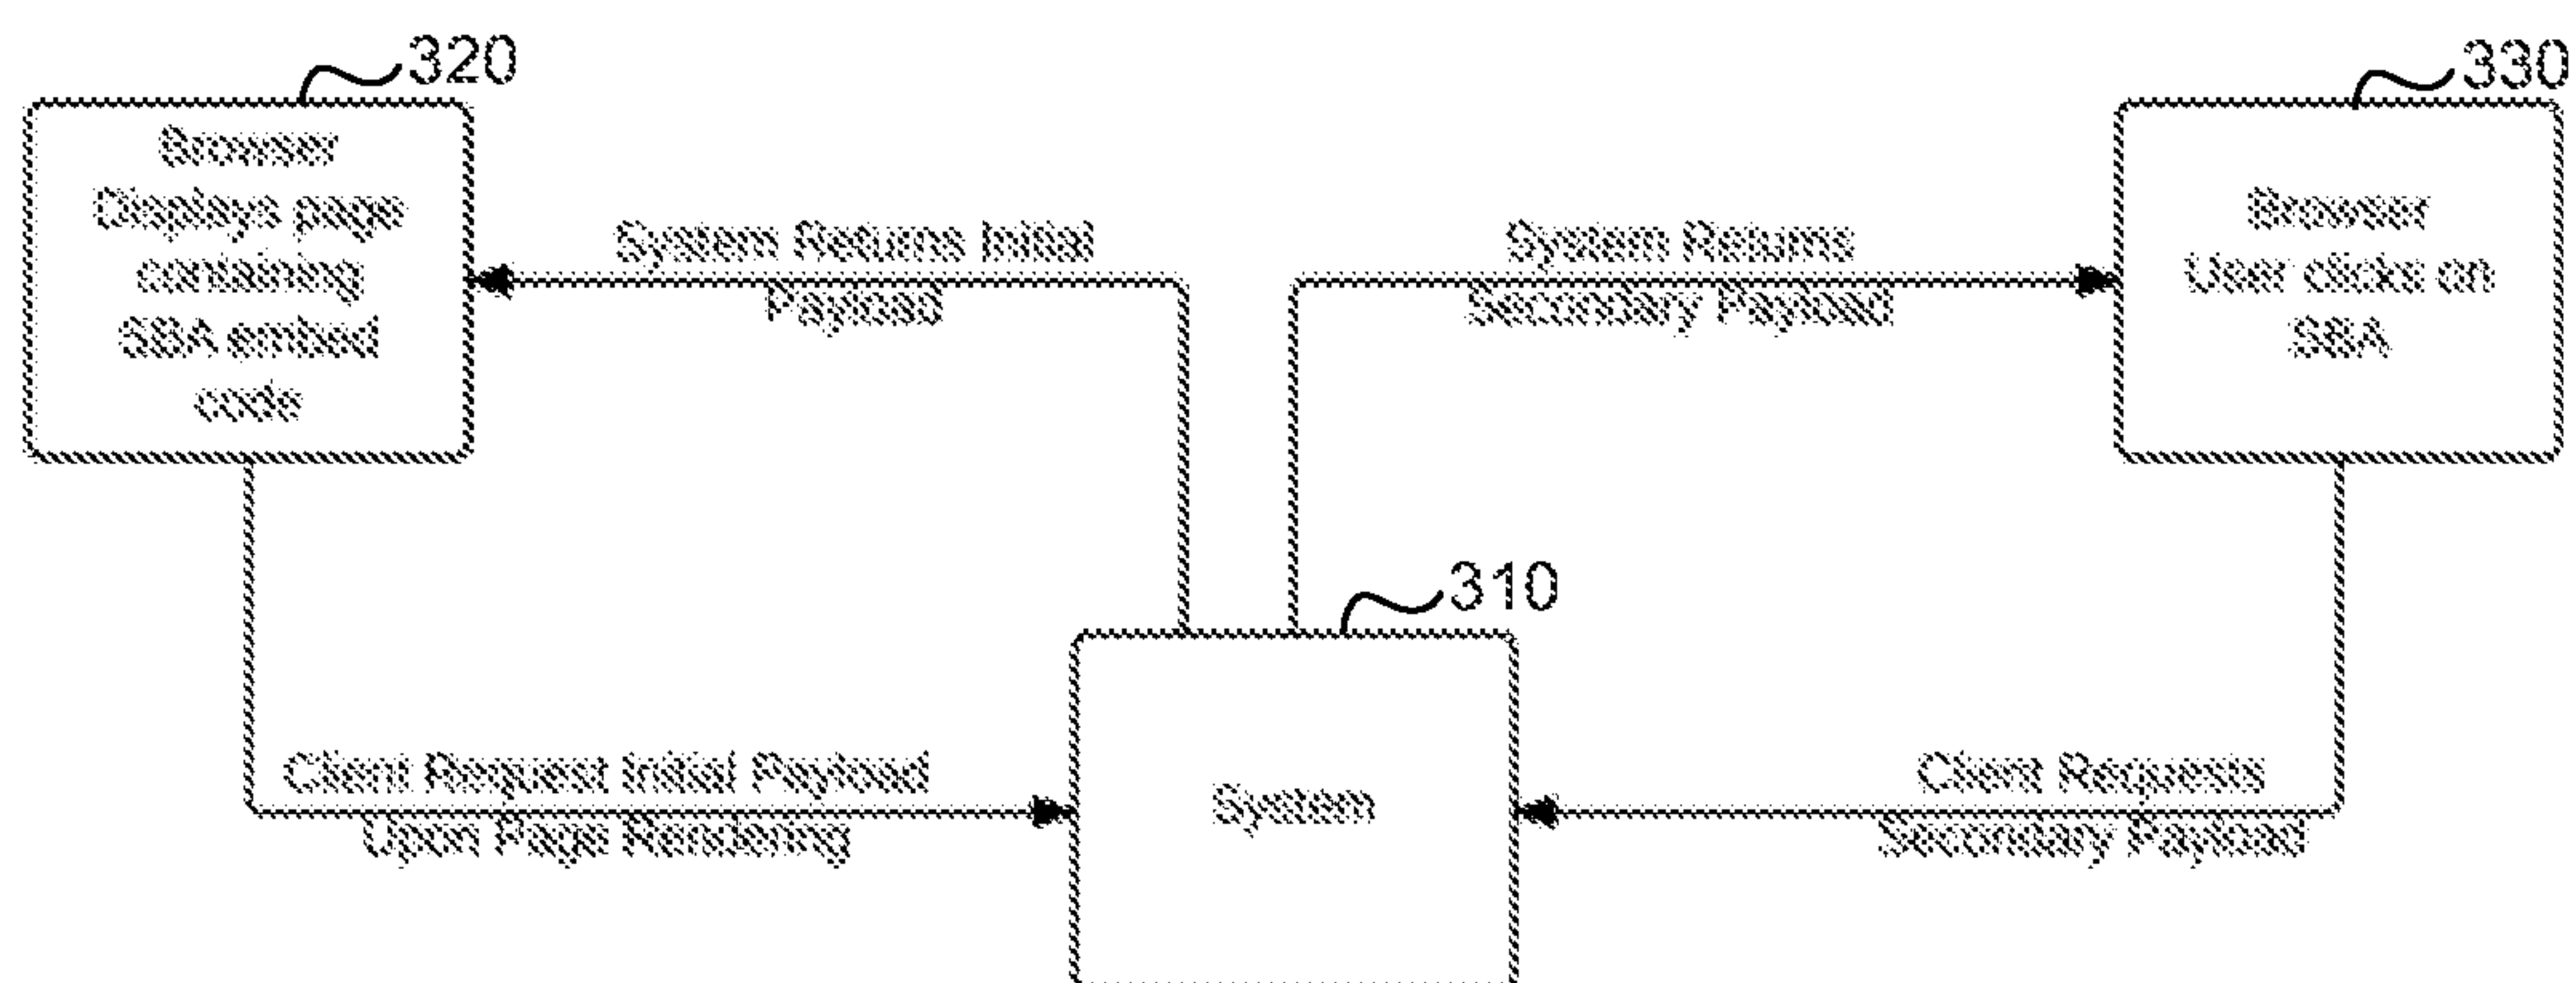 320
Browser
Displays page
containing
SBA embed
code
System Returns Initial
Payload
System Returns
Secondary Payload
330
Browser
User clicks on
SBA
310
System
Client Request Initial Payload
Upon Page Rendering
Client Requests
Secondary Payload